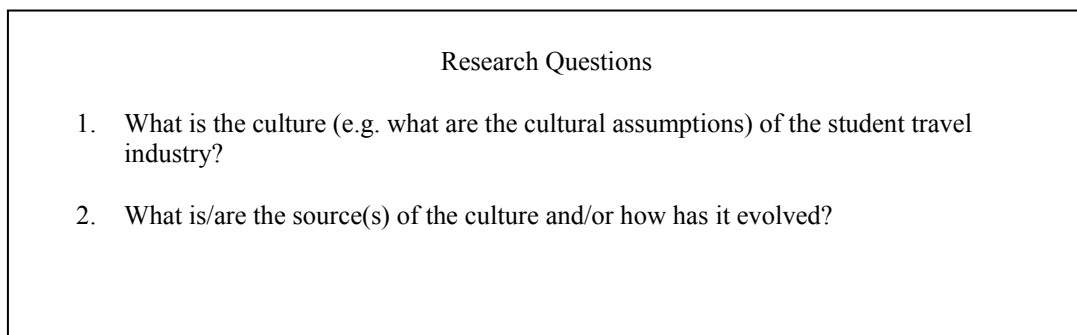 Research Questions
1. What is the culture (e.g. what are the cultural assumptions) of the student travel
industry?
2. What is/are the source(s) of the culture and/or how has it evolved?